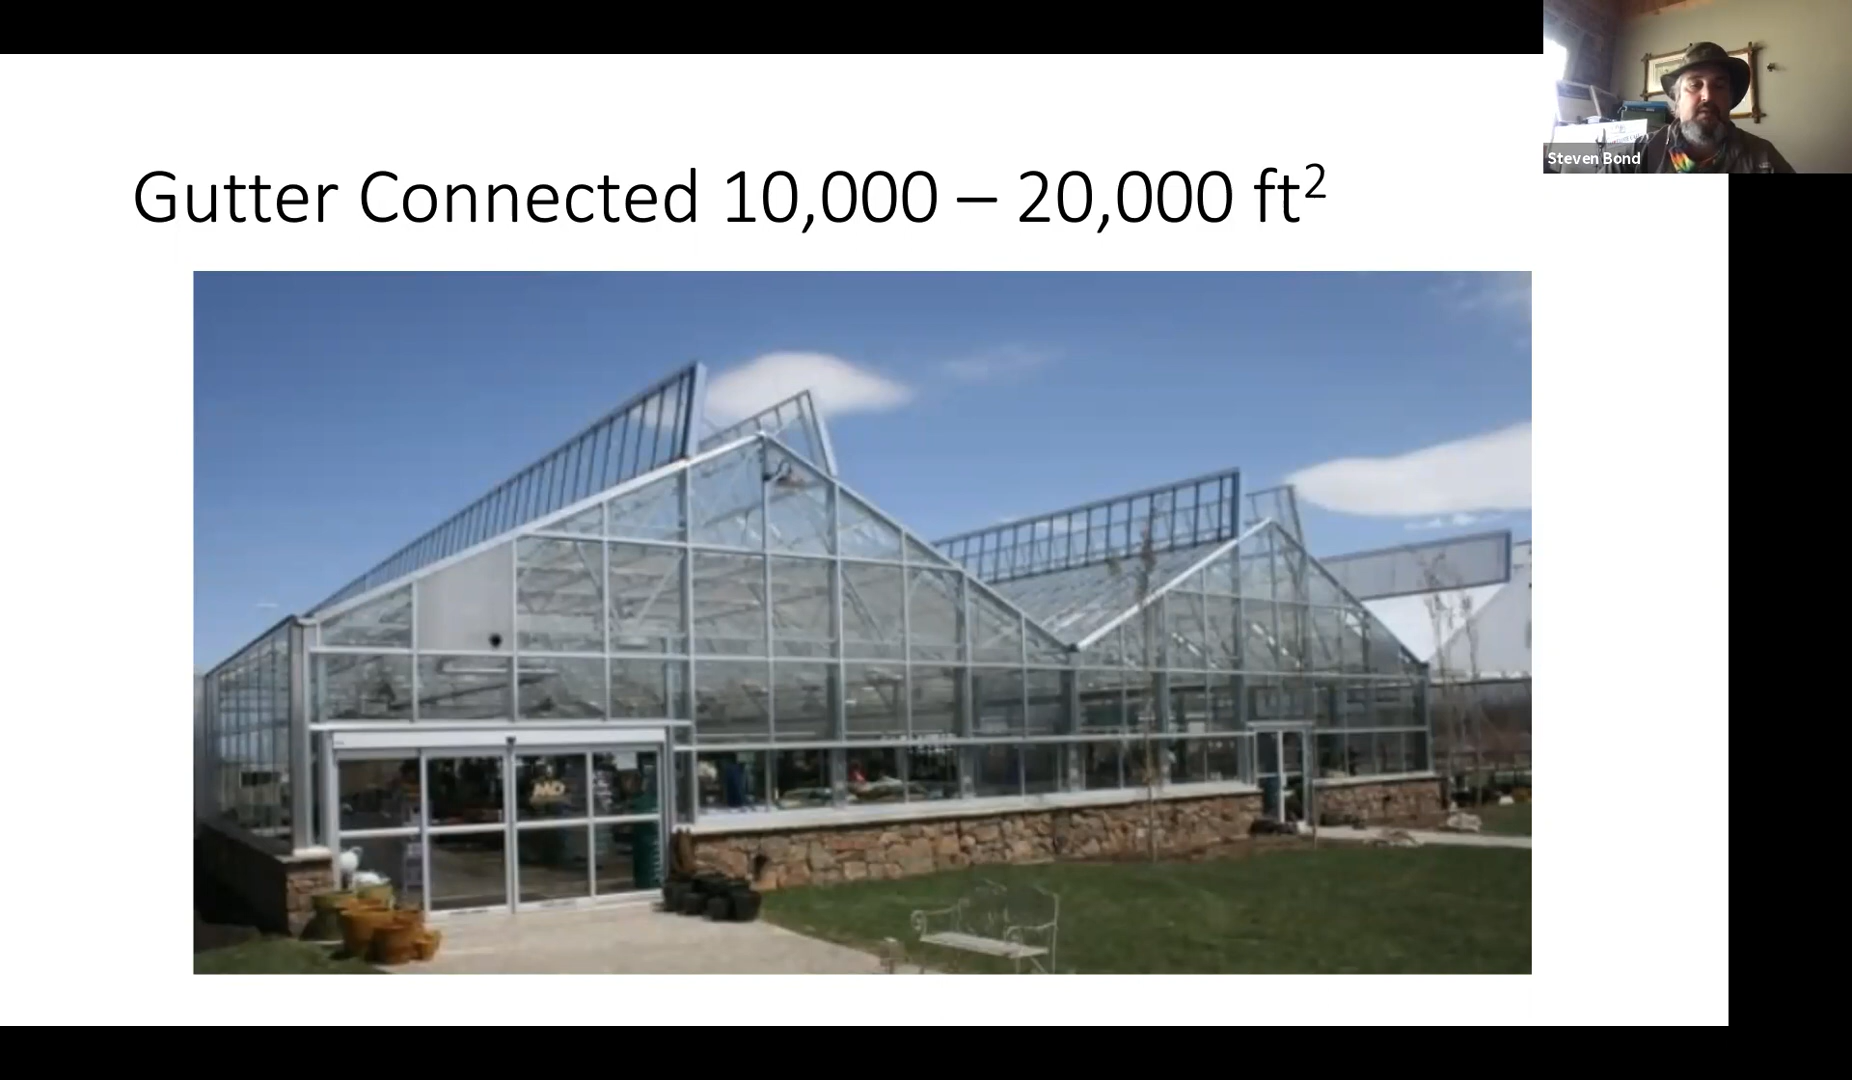 Steven Bond
Gutter Connected 10,000 – 20,000 ft²